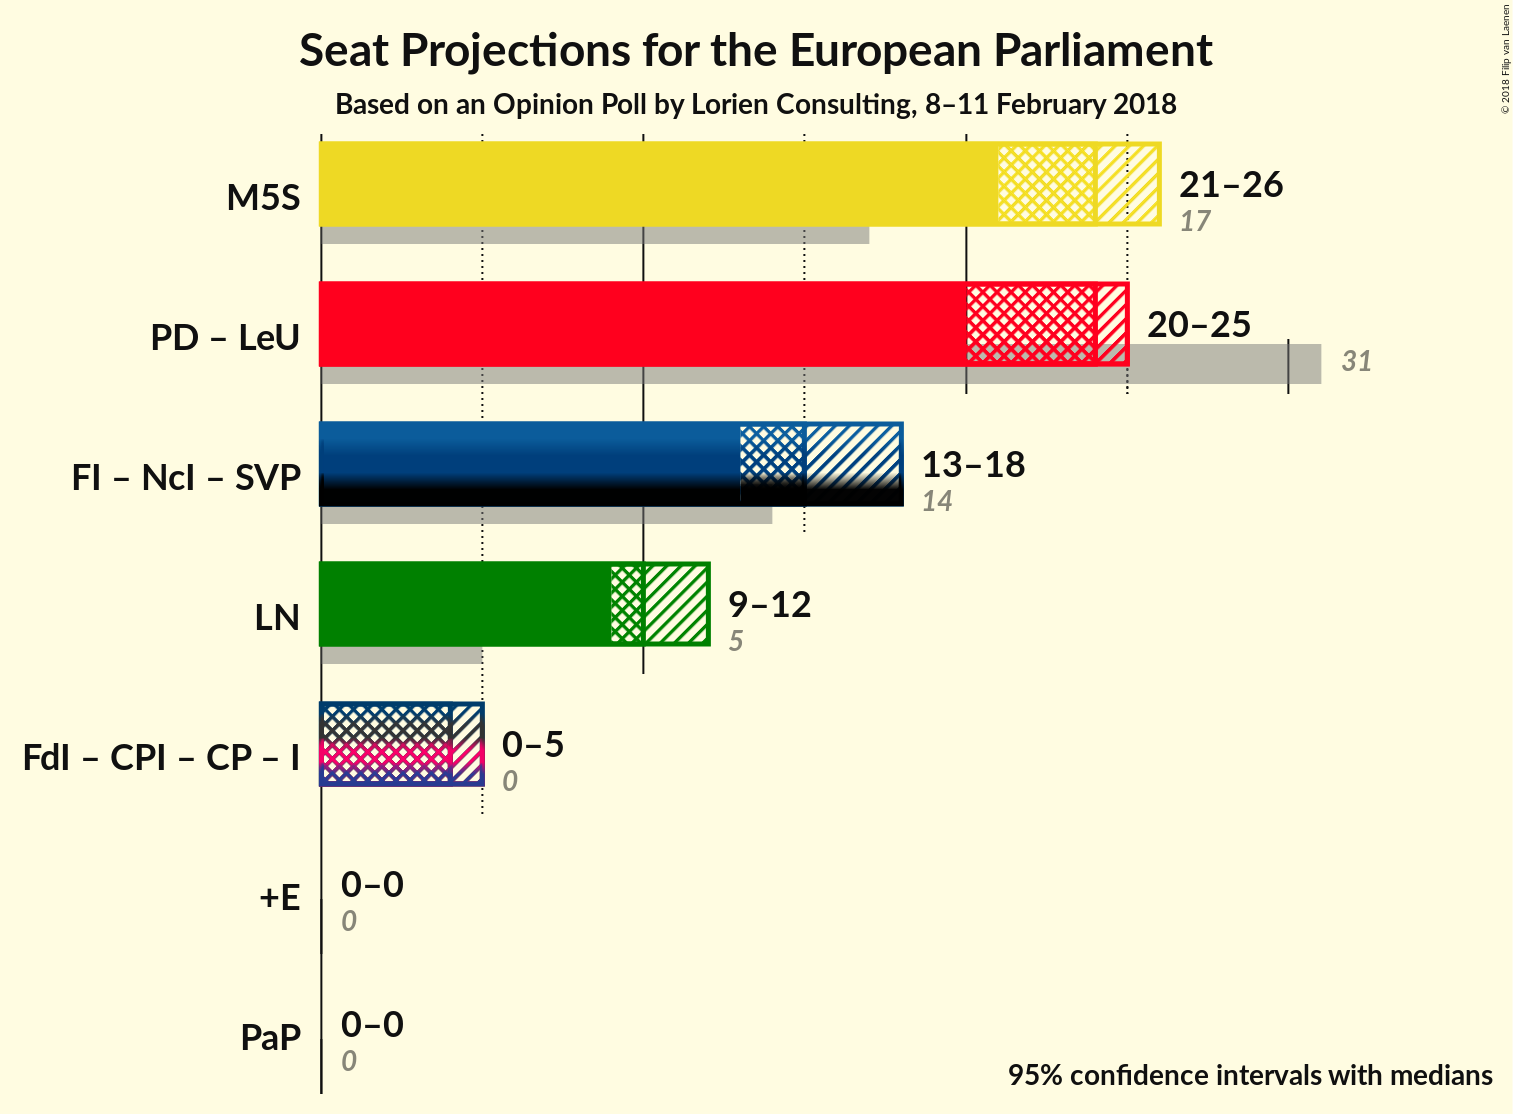 Seat Projections for the European Parliament
Based on an Opinion Poll by Lorien Consulting, 8–11 February 2018
© 2018 Filip van Laenen
M5S
21–26
17
PD – LeU
20–25
31
FI – NcI – SVP
13–18
14
LN
9–12
5
FdI – CPI – CP – I
0–5
0
+E
0–0
0
PaP
0–0
0
95% confidence intervals with medians